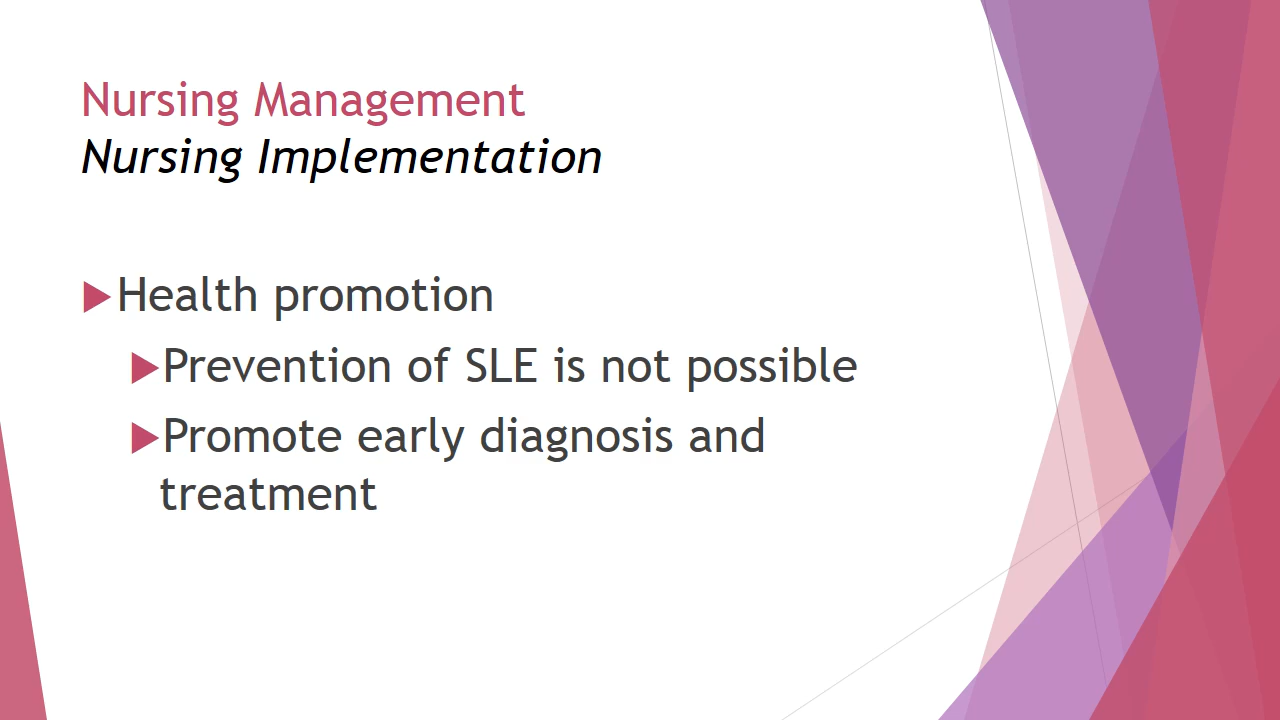 Nursing Management
Nursing Implementation
Health promotion
Prevention of SLE is not possible
Promote early diagnosis and
treatment